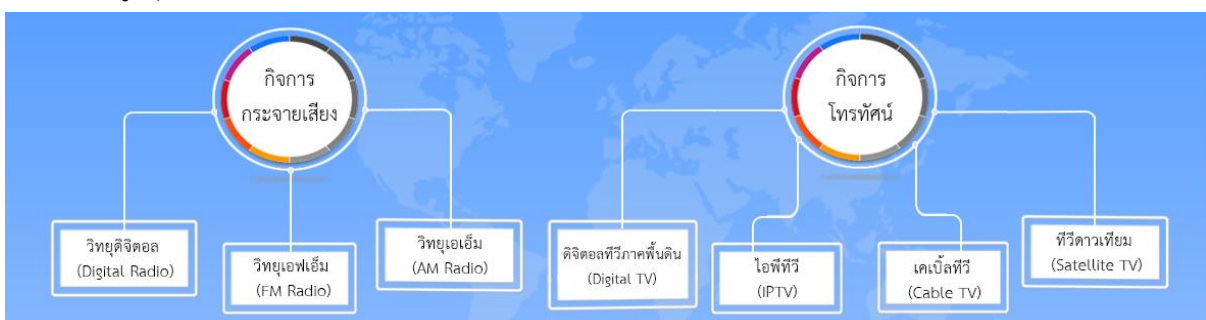 กิจการ
กระจายเสียง
วิทยุดิจิตอล
(Digital Radio)
วิทยุเอฟเอ็ม
(FM Radio)
วิทยุเอเอ็ม
(AM Radio)
กิจการ
โทรทัศน์
ดิจิตอลทีวีภาคพื้นดิน
(Digital TV)
ไอพีทีวี
(IPTV)
เคเบิ้ลทีวี
(Cable TV)
ทีวีดาวเทียม
(Satellite TV)